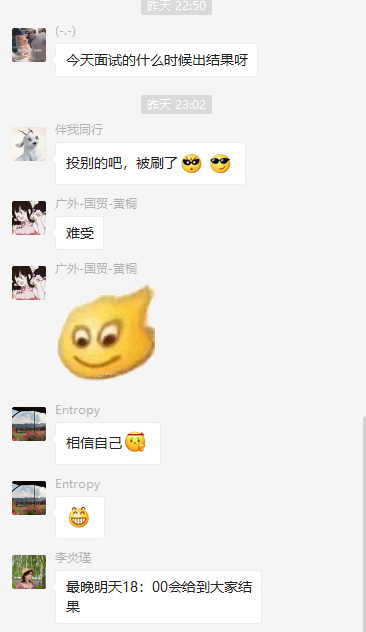 昨天 22:50
(-.-)
今天面试的什么时候出结果呀
昨天 23:02
伴我同行
投别的吧，被刷了
广外-国贸-黄桐
难受
广外-国贸-黄桐
Entropy
相信自己
Entropy
李炎瑾
最晚明天18：00会给到大家结
果